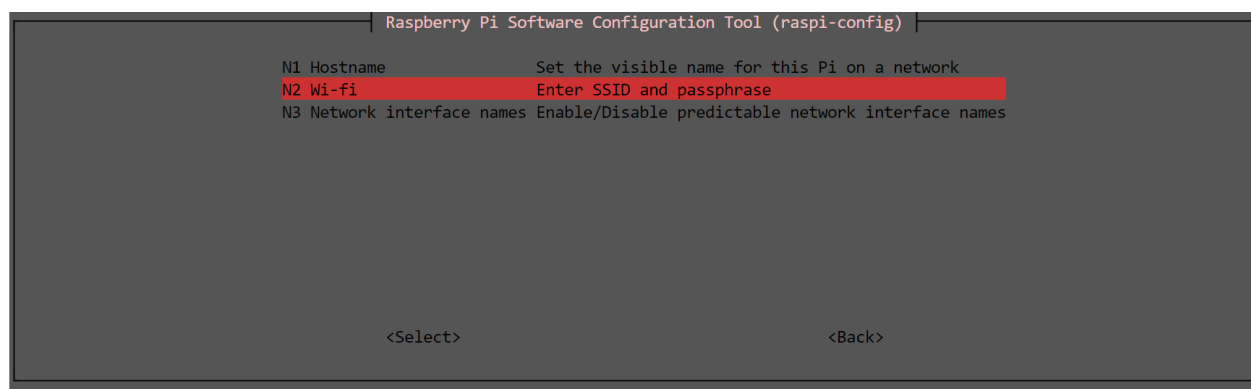 Raspberry Pi Software Configuration Tool (raspi-config)
N1 Hostname Set the visible name for this Pi on a network
N2 Wi-fi Enter SSID and passphrase
N3 Network interface names Enable/Disable predictable network interface names
<Select> <Back>